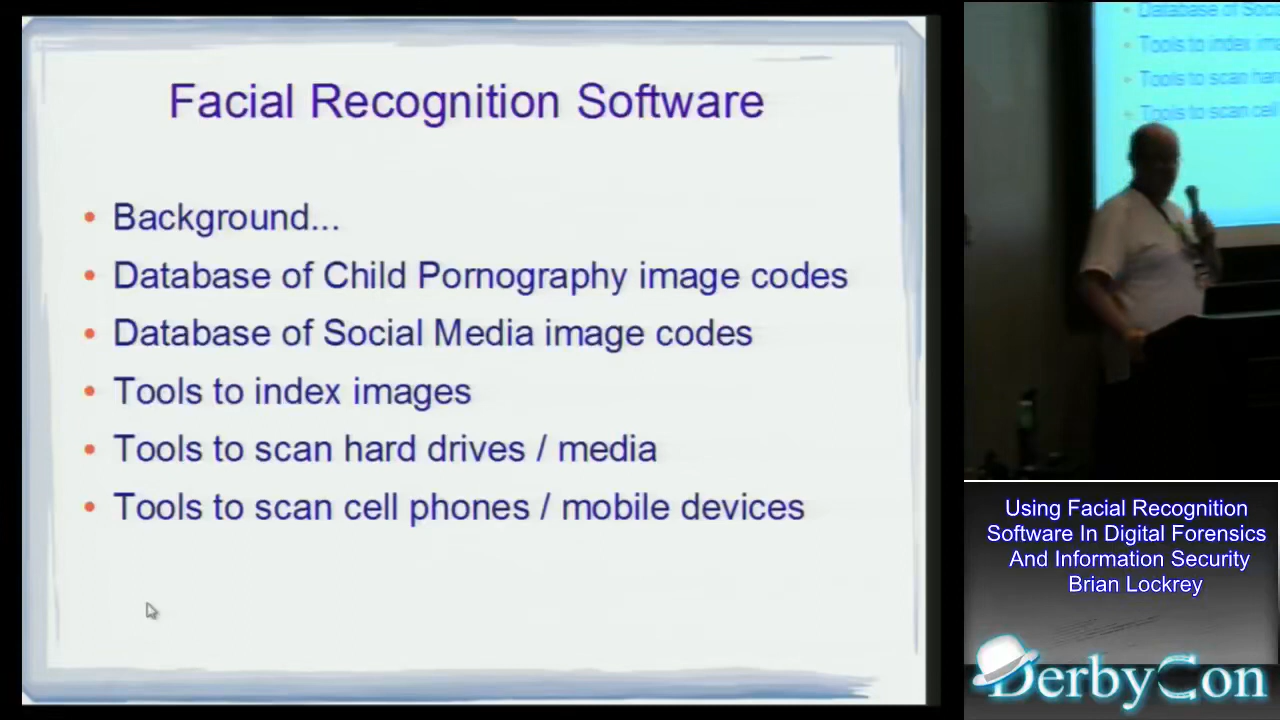 Facial Recognition Software
• Background...
• Database of Child Pornography image codes
• Database of Social Media image codes
• Tools to index images
• Tools to scan hard drives / media
• Tools to scan cell phones / mobile devices
Database of Soci
• Tools to index ima
• Tools to scan har
• Tools to scan cell
Using Facial Recognition
Software In Digital Forensics
And Information Security
Brian Lockrey
DerbyCon